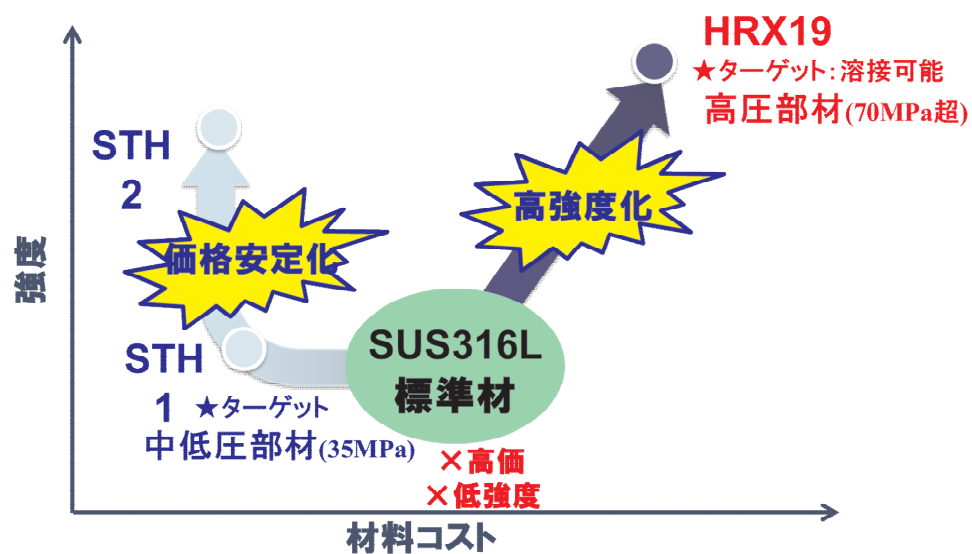 HRX19
★ターゲット：溶接可能
高圧部材(70MPa超)
STH
2
高強度化
価格安定化
強度
SUS316L
標準材
STH
1 ★ターゲット
中低圧部材(35MPa)
×高価
×低強度
材料コスト